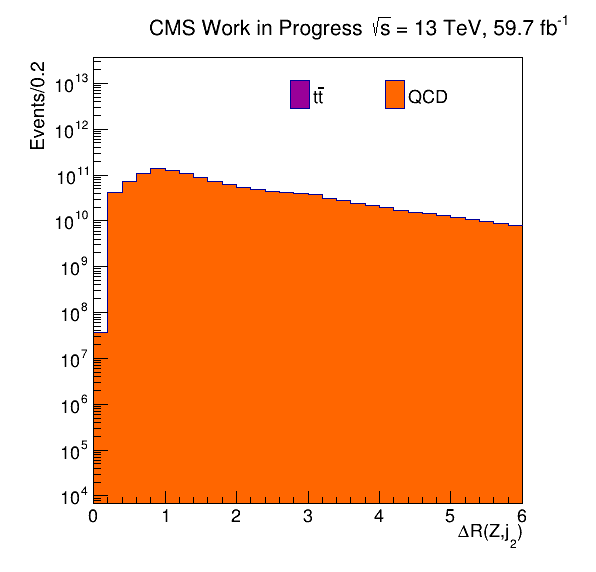 CMS Work in Progress √s = 13 TeV, 59.7 fb⁻¹
Events/0.2
tt̄
QCD
10¹³
10¹²
10¹¹
10¹⁰
10⁹
10⁸
10⁷
10⁶
10⁵
10⁴
0 1 2 3 4 5 6
ΔR(Z,j₂)